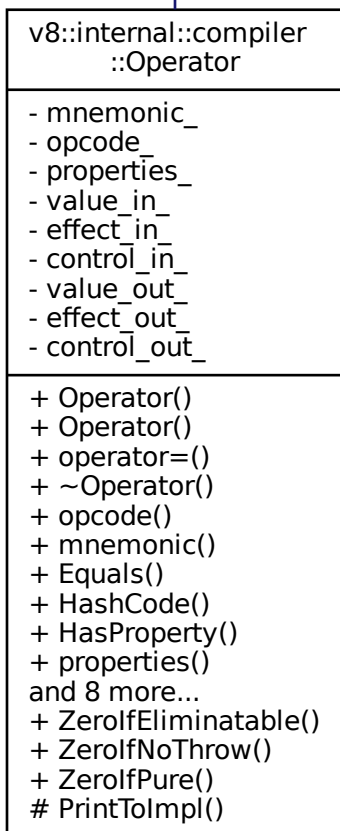 v8::internal::compiler
::Operator
- mnemonic_
- opcode_
- properties_
- value_in_
- effect_in_
- control_in_
- value_out_
- effect_out_
- control_out_
+ Operator()
+ Operator()
+ operator=()
+ ~Operator()
+ opcode()
+ mnemonic()
+ Equals()
+ HashCode()
+ HasProperty()
+ properties()
and 8 more...
+ ZeroIfEliminatable()
+ ZeroIfNoThrow()
+ ZeroIfPure()
# PrintToImpl()